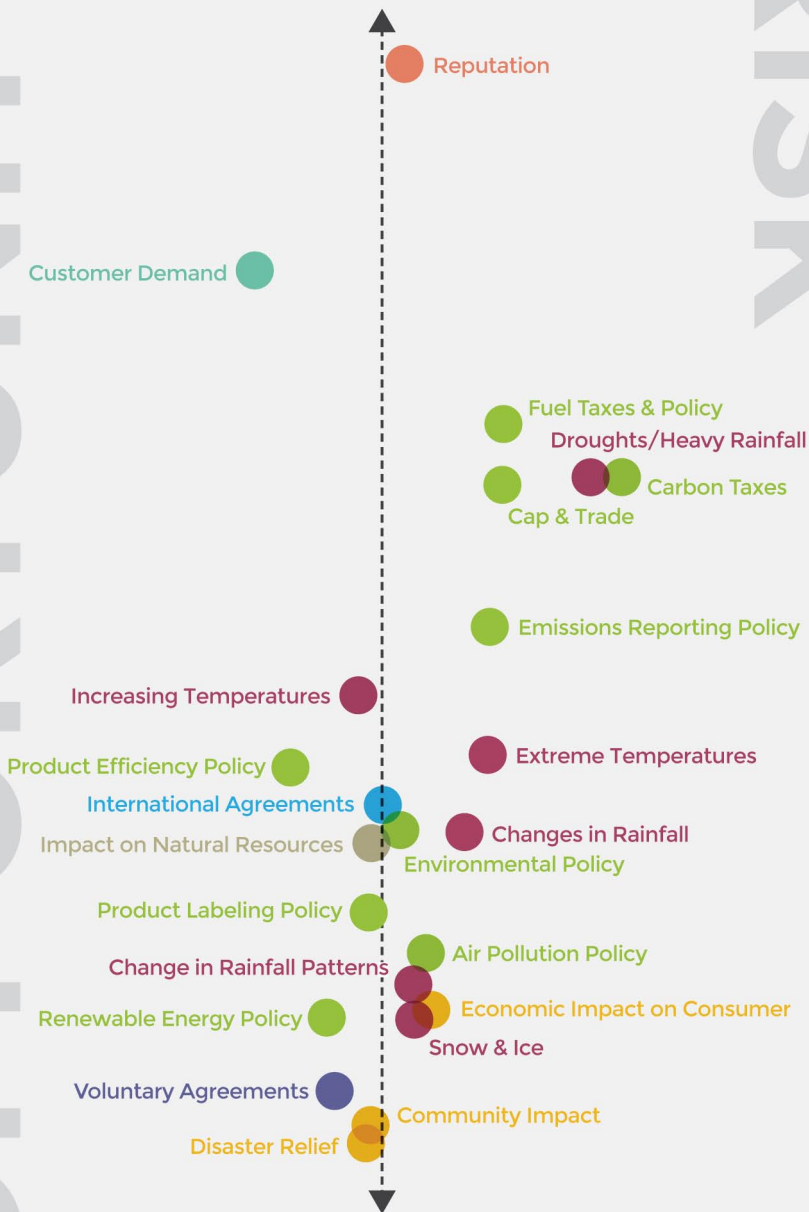 Reputation
Customer Demand
Fuel Taxes & Policy
Droughts/Heavy Rainfall
Carbon Taxes
Cap & Trade
Emissions Reporting Policy
Increasing Temperatures
Extreme Temperatures
Product Efficiency Policy
International Agreements
Changes in Rainfall
Impact on Natural Resources
Environmental Policy
Product Labeling Policy
Air Pollution Policy
Change in Rainfall Patterns
Economic Impact on Consumer
Renewable Energy Policy
Snow & Ice
Voluntary Agreements
Community Impact
Disaster Relief